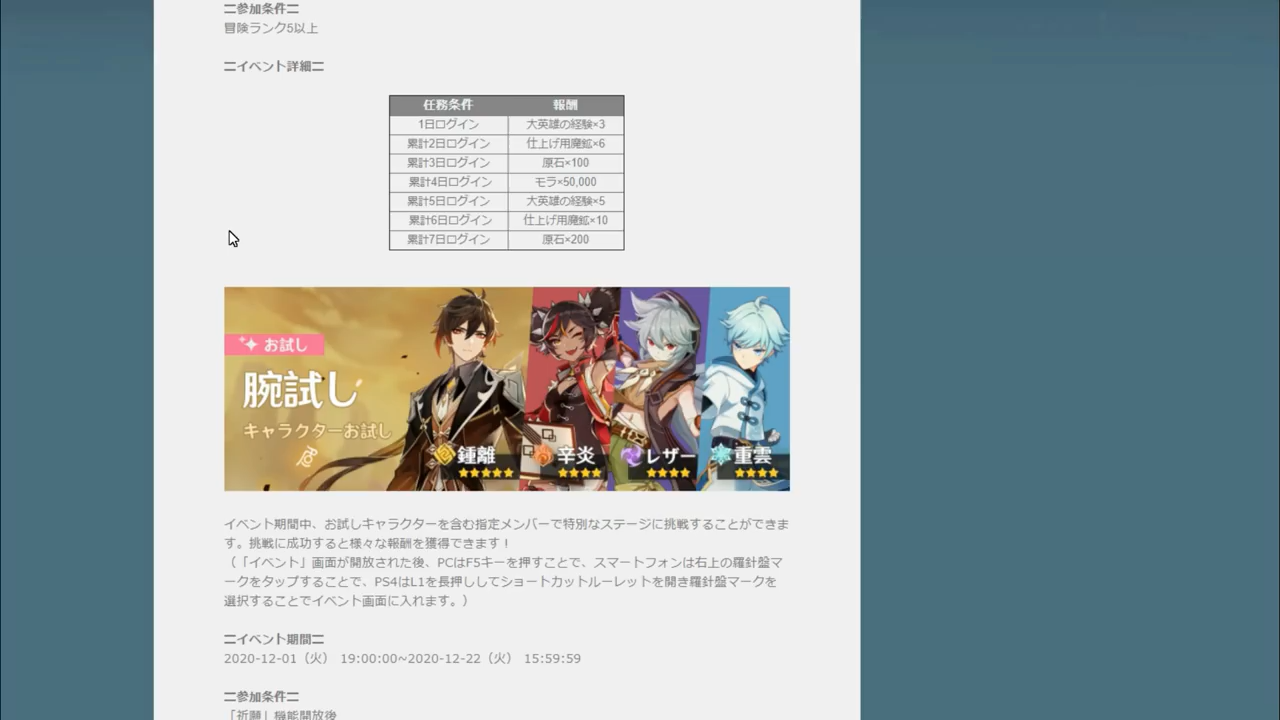 〓参加条件〓
冒険ランク5以上
〓イベント詳細〓
任務条件 報酬
1日ログイン 大英雄の経験×3
累計2日ログイン 仕上げ用魔鉱×6
累計3日ログイン 原石×100
累計4日ログイン モラ×50,000
累計5日ログイン 大英雄の経験×5
累計6日ログイン 仕上げ用魔鉱×10
累計7日ログイン 原石×200
お試し
腕試し
キャラクターお試し
鍾離 辛炎 レザー 重雲
イベント期間中、お試しキャラクターを含む指定メンバーで特別なステージに挑戦することができま
す。挑戦に成功すると様々な報酬を獲得できます！
（「イベント」画面が開放された後、PCはF5キーを押すことで、スマートフォンは右上の羅針盤マ
ークをタップすることで、PS4はL1を長押ししてショートカットルーレットを開き羅針盤マークを
選択することでイベント画面に入れます。）
〓イベント期間〓
2020-12-01（火） 19:00:00~2020-12-22（火） 15:59:59
〓参加条件〓
「祈願」機能開放後